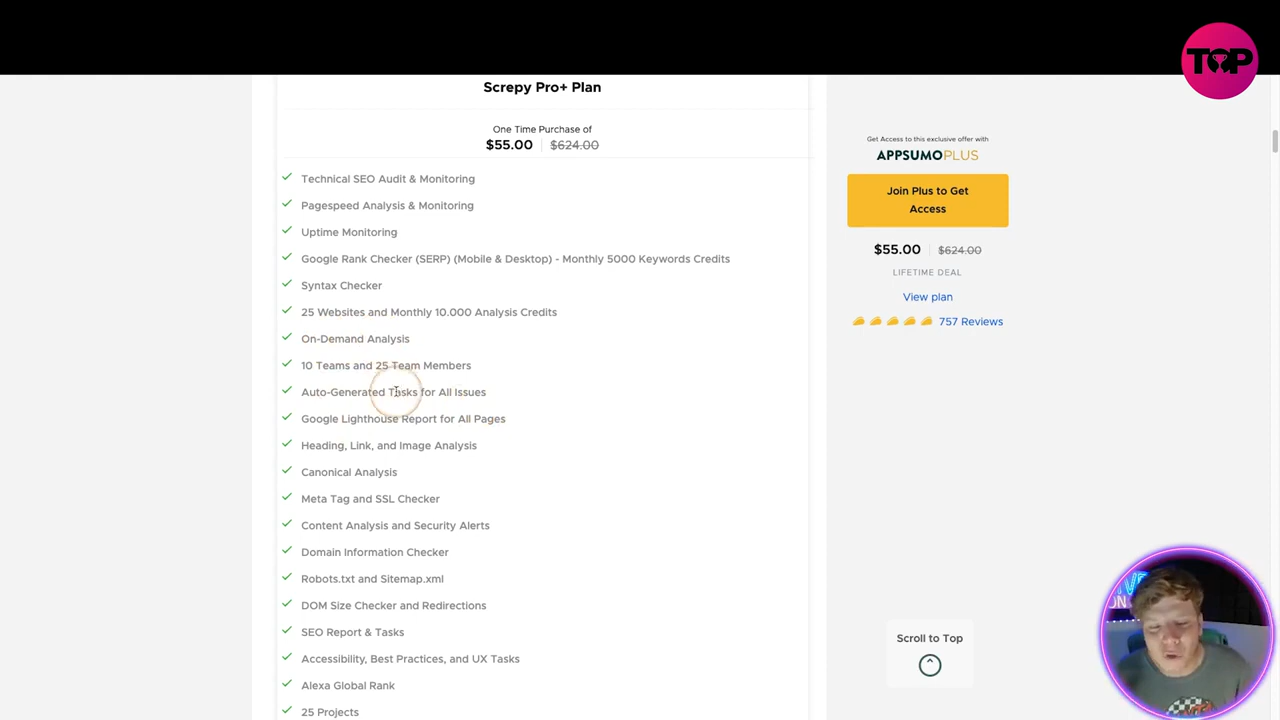 TOP
Screpy Pro+ Plan
One Time Purchase of
$55.00 $624.00
Technical SEO Audit & Monitoring
Pagespeed Analysis & Monitoring
Uptime Monitoring
Google Rank Checker (SERP) (Mobile & Desktop) - Monthly 5000 Keywords Credits
Syntax Checker
25 Websites and Monthly 10.000 Analysis Credits
On-Demand Analysis
10 Teams and 25 Team Members
Auto-Generated Tasks for All Issues
Google Lighthouse Report for All Pages
Heading, Link, and Image Analysis
Canonical Analysis
Meta Tag and SSL Checker
Content Analysis and Security Alerts
Domain Information Checker
Robots.txt and Sitemap.xml
DOM Size Checker and Redirections
SEO Report & Tasks
Accessibility, Best Practices, and UX Tasks
Alexa Global Rank
25 Projects
Get Access to this exclusive offer with
APPSUMOPLUS
Join Plus to Get
Access
$55.00 $624.00
LIFETIME DEAL
View plan
757 Reviews
Scroll to Top
ON